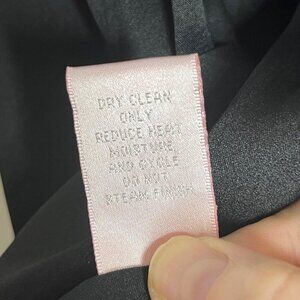 DRY CLEAN
ONLY
REDUCE HEAT
MOISTURE
AND CYCLE
DO NOT
STEAM FINISH